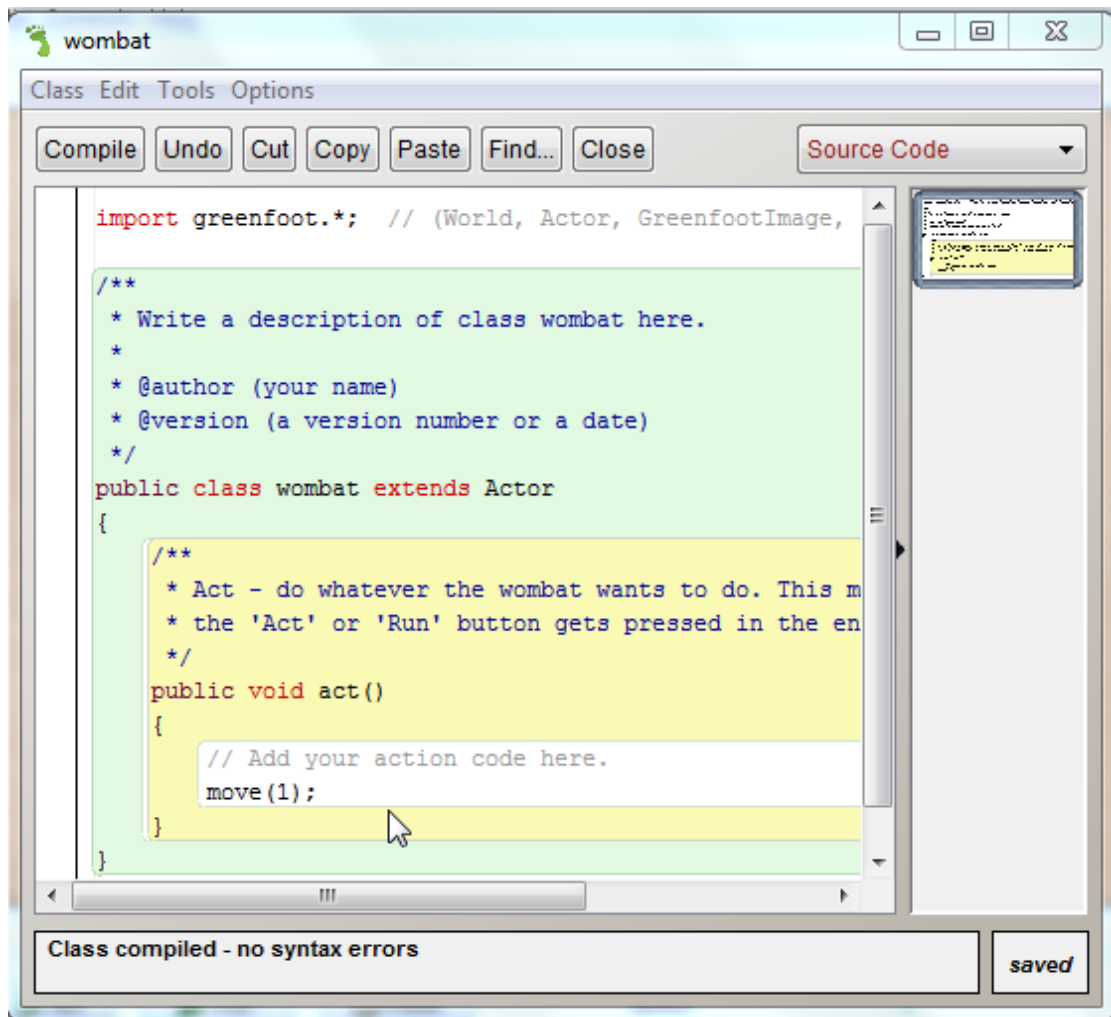 wombat
Class Edit Tools Options
Compile Undo Cut Copy Paste Find... Close Source Code
import greenfoot.*;  // (World, Actor, GreenfootImage,
/**
 * Write a description of class wombat here.
 *
 * @author (your name)
 * @version (a version number or a date)
 */
public class wombat extends Actor
{
/**
 * Act - do whatever the wombat wants to do. This m
 * the 'Act' or 'Run' button gets pressed in the en
 */
public void act()
{
// Add your action code here.
move(1);
}
}
Class compiled - no syntax errors
saved